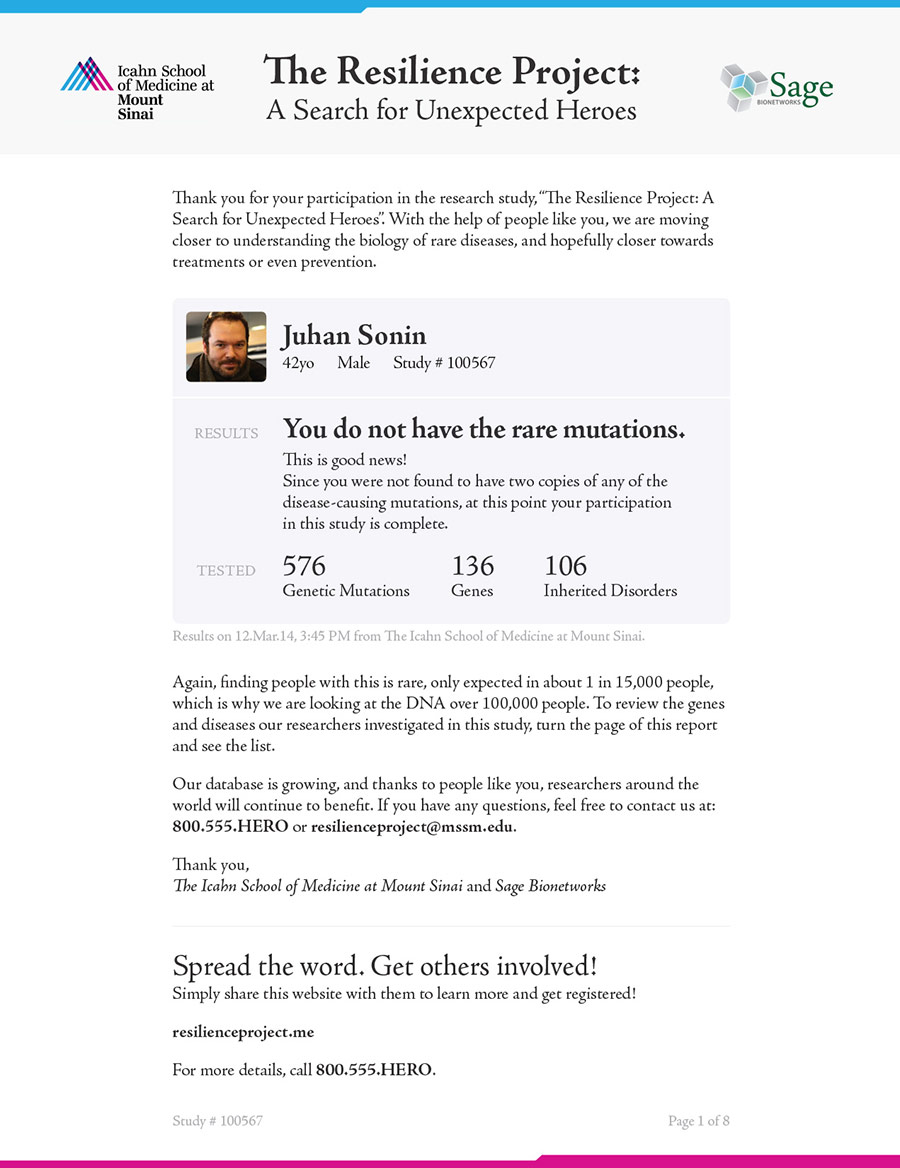 Icahn School
of Medicine at
Mount
Sinai
The Resilience Project:
A Search for Unexpected Heroes
Sage
BIONETWORKS
Thank you for your participation in the research study, “The Resilience Project: A
Search for Unexpected Heroes”. With the help of people like you, we are moving
closer to understanding the biology of rare diseases, and hopefully closer towards
treatments or even prevention.
Juhan Sonin
42yo Male Study # 100567
RESULTS
You do not have the rare mutations.
This is good news!
Since you were not found to have two copies of any of the
disease-causing mutations, at this point your participation
in this study is complete.
TESTED
576 136 106
Genetic Mutations Genes Inherited Disorders
Results on 12.Mar.14, 3:45 PM from The Icahn School of Medicine at Mount Sinai.
Again, finding people with this is rare, only expected in about 1 in 15,000 people,
which is why we are looking at the DNA over 100,000 people. To review the genes
and diseases our researchers investigated in this study, turn the page of this report
and see the list.
Our database is growing, and thanks to people like you, researchers around the
world will continue to benefit. If you have any questions, feel free to contact us at:
800.555.HERO or resilienceproject@mssm.edu.
Thank you,
The Icahn School of Medicine at Mount Sinai and Sage Bionetworks
Spread the word. Get others involved!
Simply share this website with them to learn more and get registered!
resilienceproject.me
For more details, call 800.555.HERO.
Study # 100567 Page 1 of 8